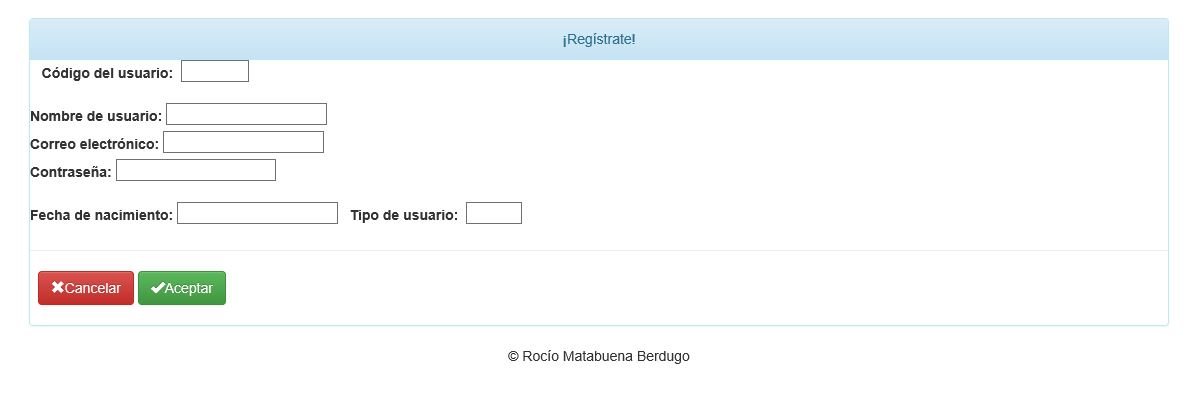 ¡Regístrate!
Código del usuario:
Nombre de usuario:
Correo electrónico:
Contraseña:
Fecha de nacimiento: Tipo de usuario:
Cancelar Aceptar
© Rocío Matabuena Berdugo